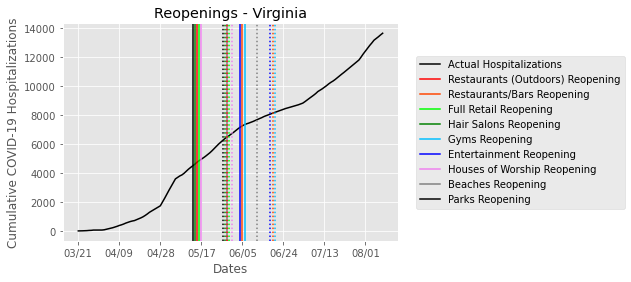 Reopenings - Virginia
Cumulative COVID-19 Hospitalizations
14000
12000
10000
8000
6000
4000
2000
0
03/21 04/09 04/28 05/17 06/05 06/24 07/13 08/01
Dates
Actual Hospitalizations
Restaurants (Outdoors) Reopening
Restaurants/Bars Reopening
Full Retail Reopening
Hair Salons Reopening
Gyms Reopening
Entertainment Reopening
Houses of Worship Reopening
Beaches Reopening
Parks Reopening